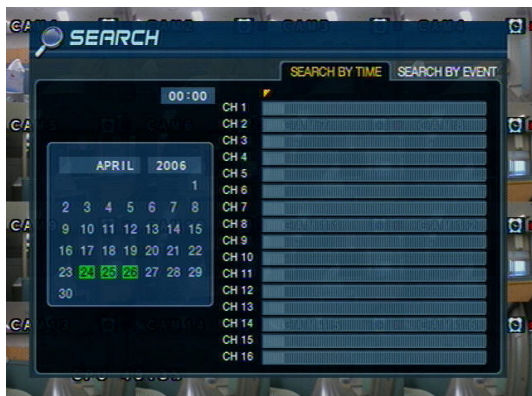 SEARCH
SEARCH BY TIME SEARCH BY EVENT
00:00
CH 1
CH 2
CH 3
CH 4
CH 5
CH 6
CH 7
CH 8
CH 9
CH 10
CH 11
CH 12
CH 13
CH 14
CH 15
CH 16
APRIL 2006
1
2 3 4 5 6 7 8
9 10 11 12 13 14 15
16 17 18 19 20 21 22
23 24 25 26 27 28 29
30